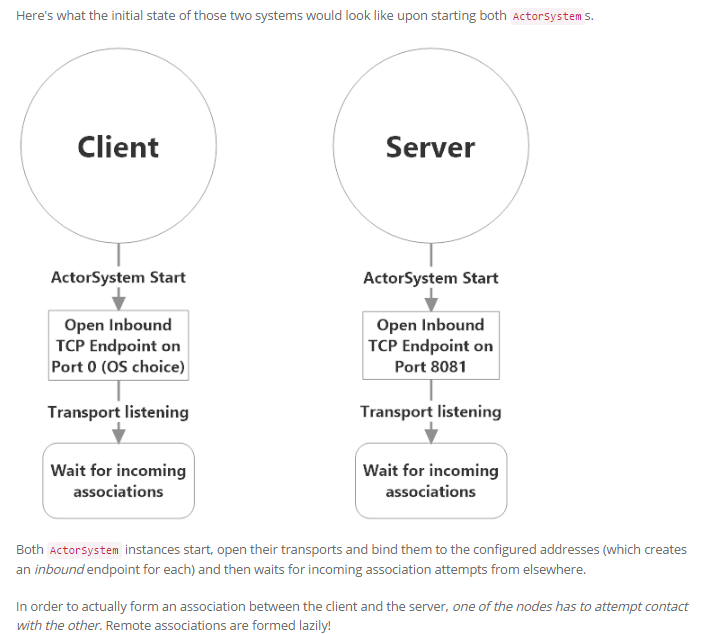 Here's what the initial state of those two systems would look like upon starting both ActorSystem s.
Client
Server
ActorSystem Start
ActorSystem Start
Open Inbound
TCP Endpoint on
Port 0 (OS choice)
Open Inbound
TCP Endpoint on
Port 8081
Transport listening
Transport listening
Wait for incoming
associations
Wait for incoming
associations
Both ActorSystem instances start, open their transports and bind them to the configured addresses (which creates
an inbound endpoint for each) and then waits for incoming association attempts from elsewhere.
In order to actually form an association between the client and the server, one of the nodes has to attempt contact
with the other. Remote associations are formed lazily!